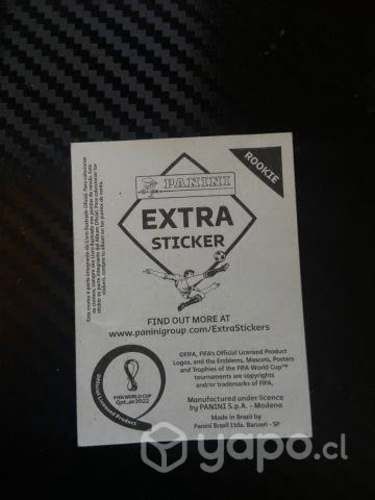 ROOKIE
PANINI
EXTRA
STICKER
FIND OUT MORE AT
www.paninigroup.com/ExtraStickers
©FIFA, FIFA's Official Licensed Product
Logos, and the Emblems, Mascots, Posters
and Trophies of the FIFA World Cup™
tournaments are copyrights
and/or trademarks of FIFA.
Manufactured under licence
by PANINI S.p.A. - Modena
Made in Brazil by
Panini Brasil Ltda. Barueri - SP
FIFA WORLD CUP
Qatar2022
Official Licensed Product
yapo.cl